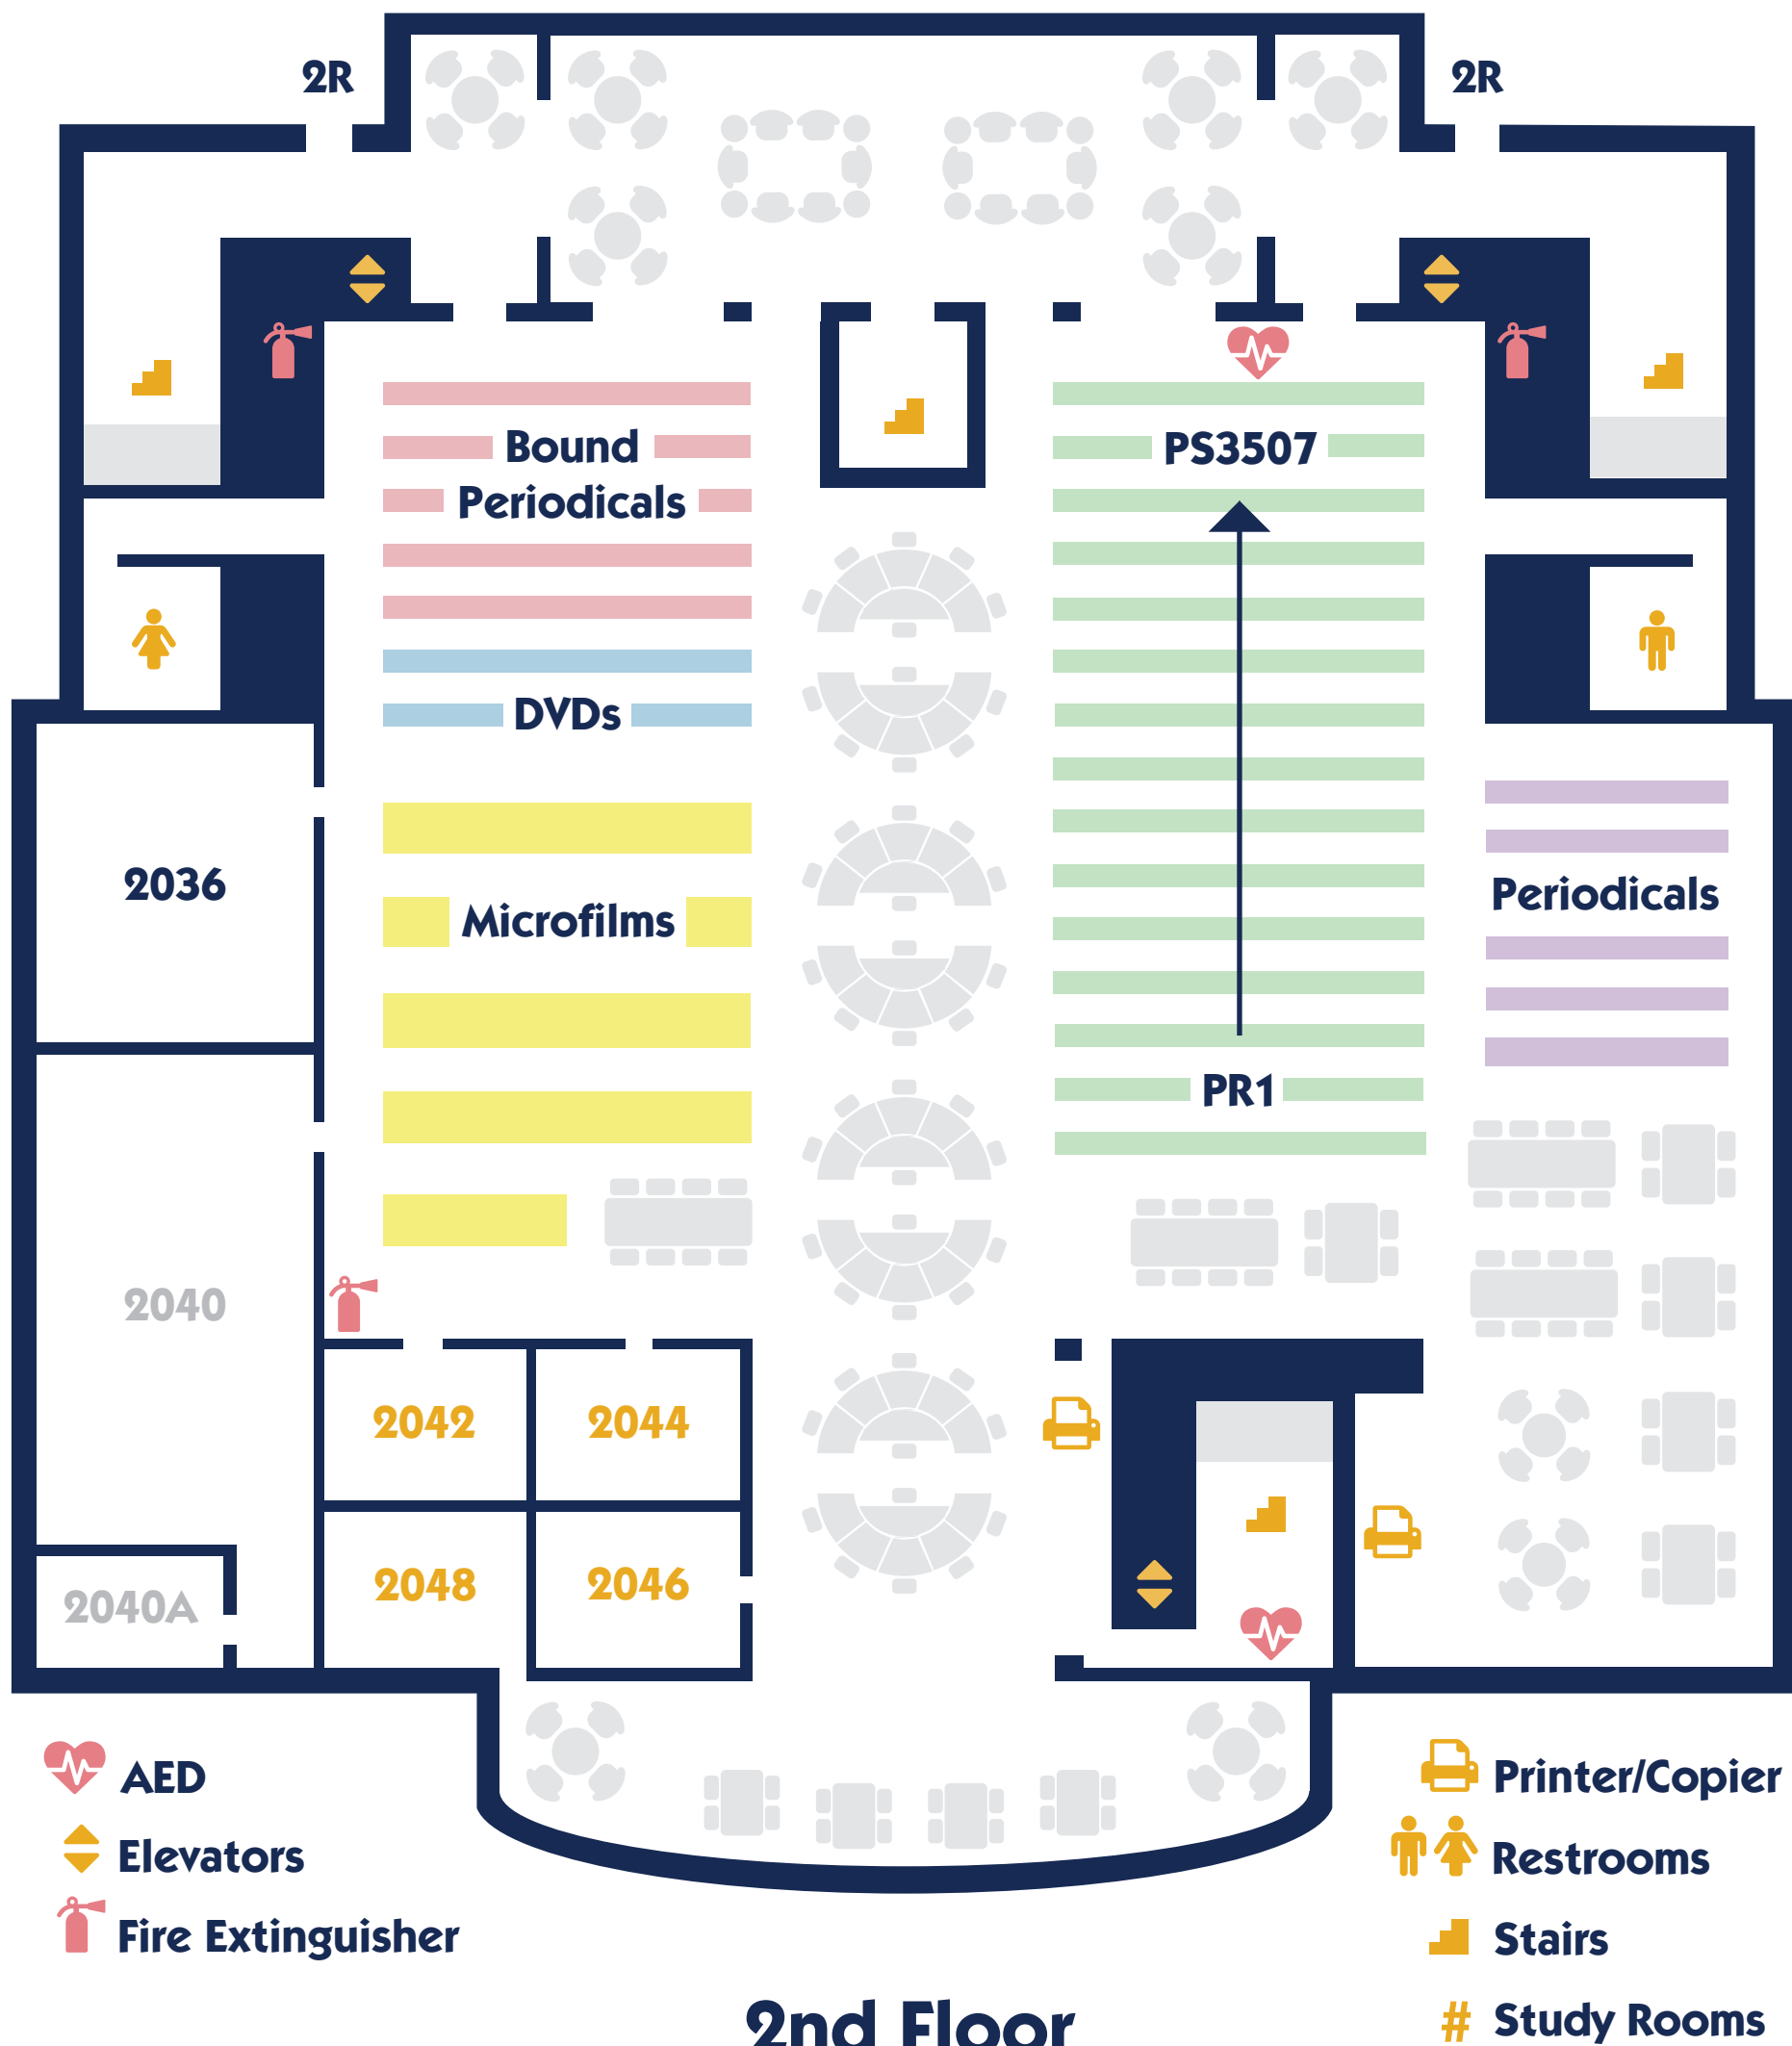 2R
2R
Bound
Periodicals
PS3507
DVDs
2036
Microfilms
Periodicals
PR1
2040
2042
2044
2048
2046
2040A
AED
Elevators
Fire Extinguisher
Printer/Copier
Restrooms
Stairs
# Study Rooms
2nd Floor